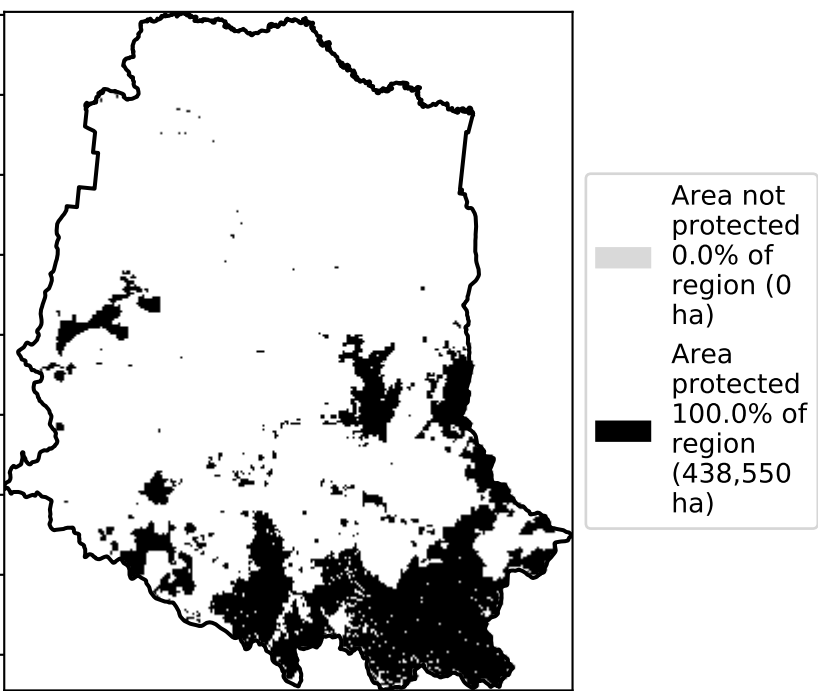 Area not
protected
0.0% of
region (0
ha)
Area
protected
100.0% of
region
(438,550
ha)